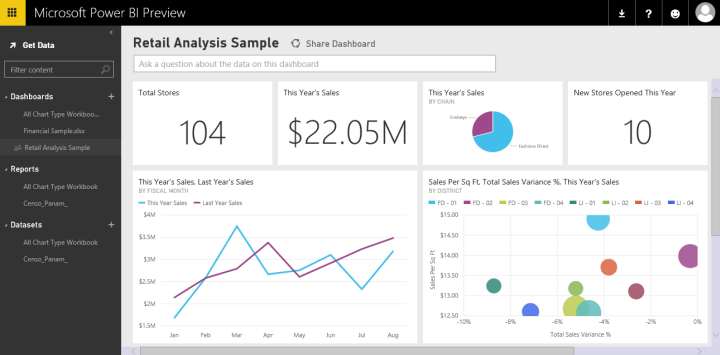 Microsoft Power BI Preview
?
Get Data
Filter content
Dashboards +
All Chart Type Workboo...
Financial Sample.xlsx
Retail Analysis Sample
Reports
All Chart Type Workbook
Censo_Panam_
Datasets +
All Chart Type Workbook
Censo_Panam_
Retail Analysis Sample Share Dashboard
Ask a question about the data on this dashboard
Total Stores
104
This Year's Sales
$22.05M
This Year's Sales
BY CHAIN
Lindseys
Fashions Direct
New Stores Opened This Year
10
This Year's Sales, Last Year's Sales
BY FISCAL MONTH
This Year Sales Last Year Sales
$4M
$3.5M
$3M
$2.5M
$2M
$1.5M
Jan Feb Mar Apr May Jun Jul Aug
Sales Per Sq Ft, Total Sales Variance %, This Year's Sales
BY DISTRICT
FD - 01 FD - 02 FD - 03 FD - 04 LI - 01 LI - 02 LI - 03 LI - 04
Sales Per Sq Ft
$15.00
$14.50
$14.00
$13.50
$13.00
$12.50
-10% -8% -6% -4% -2% 0%
Total Sales Variance %